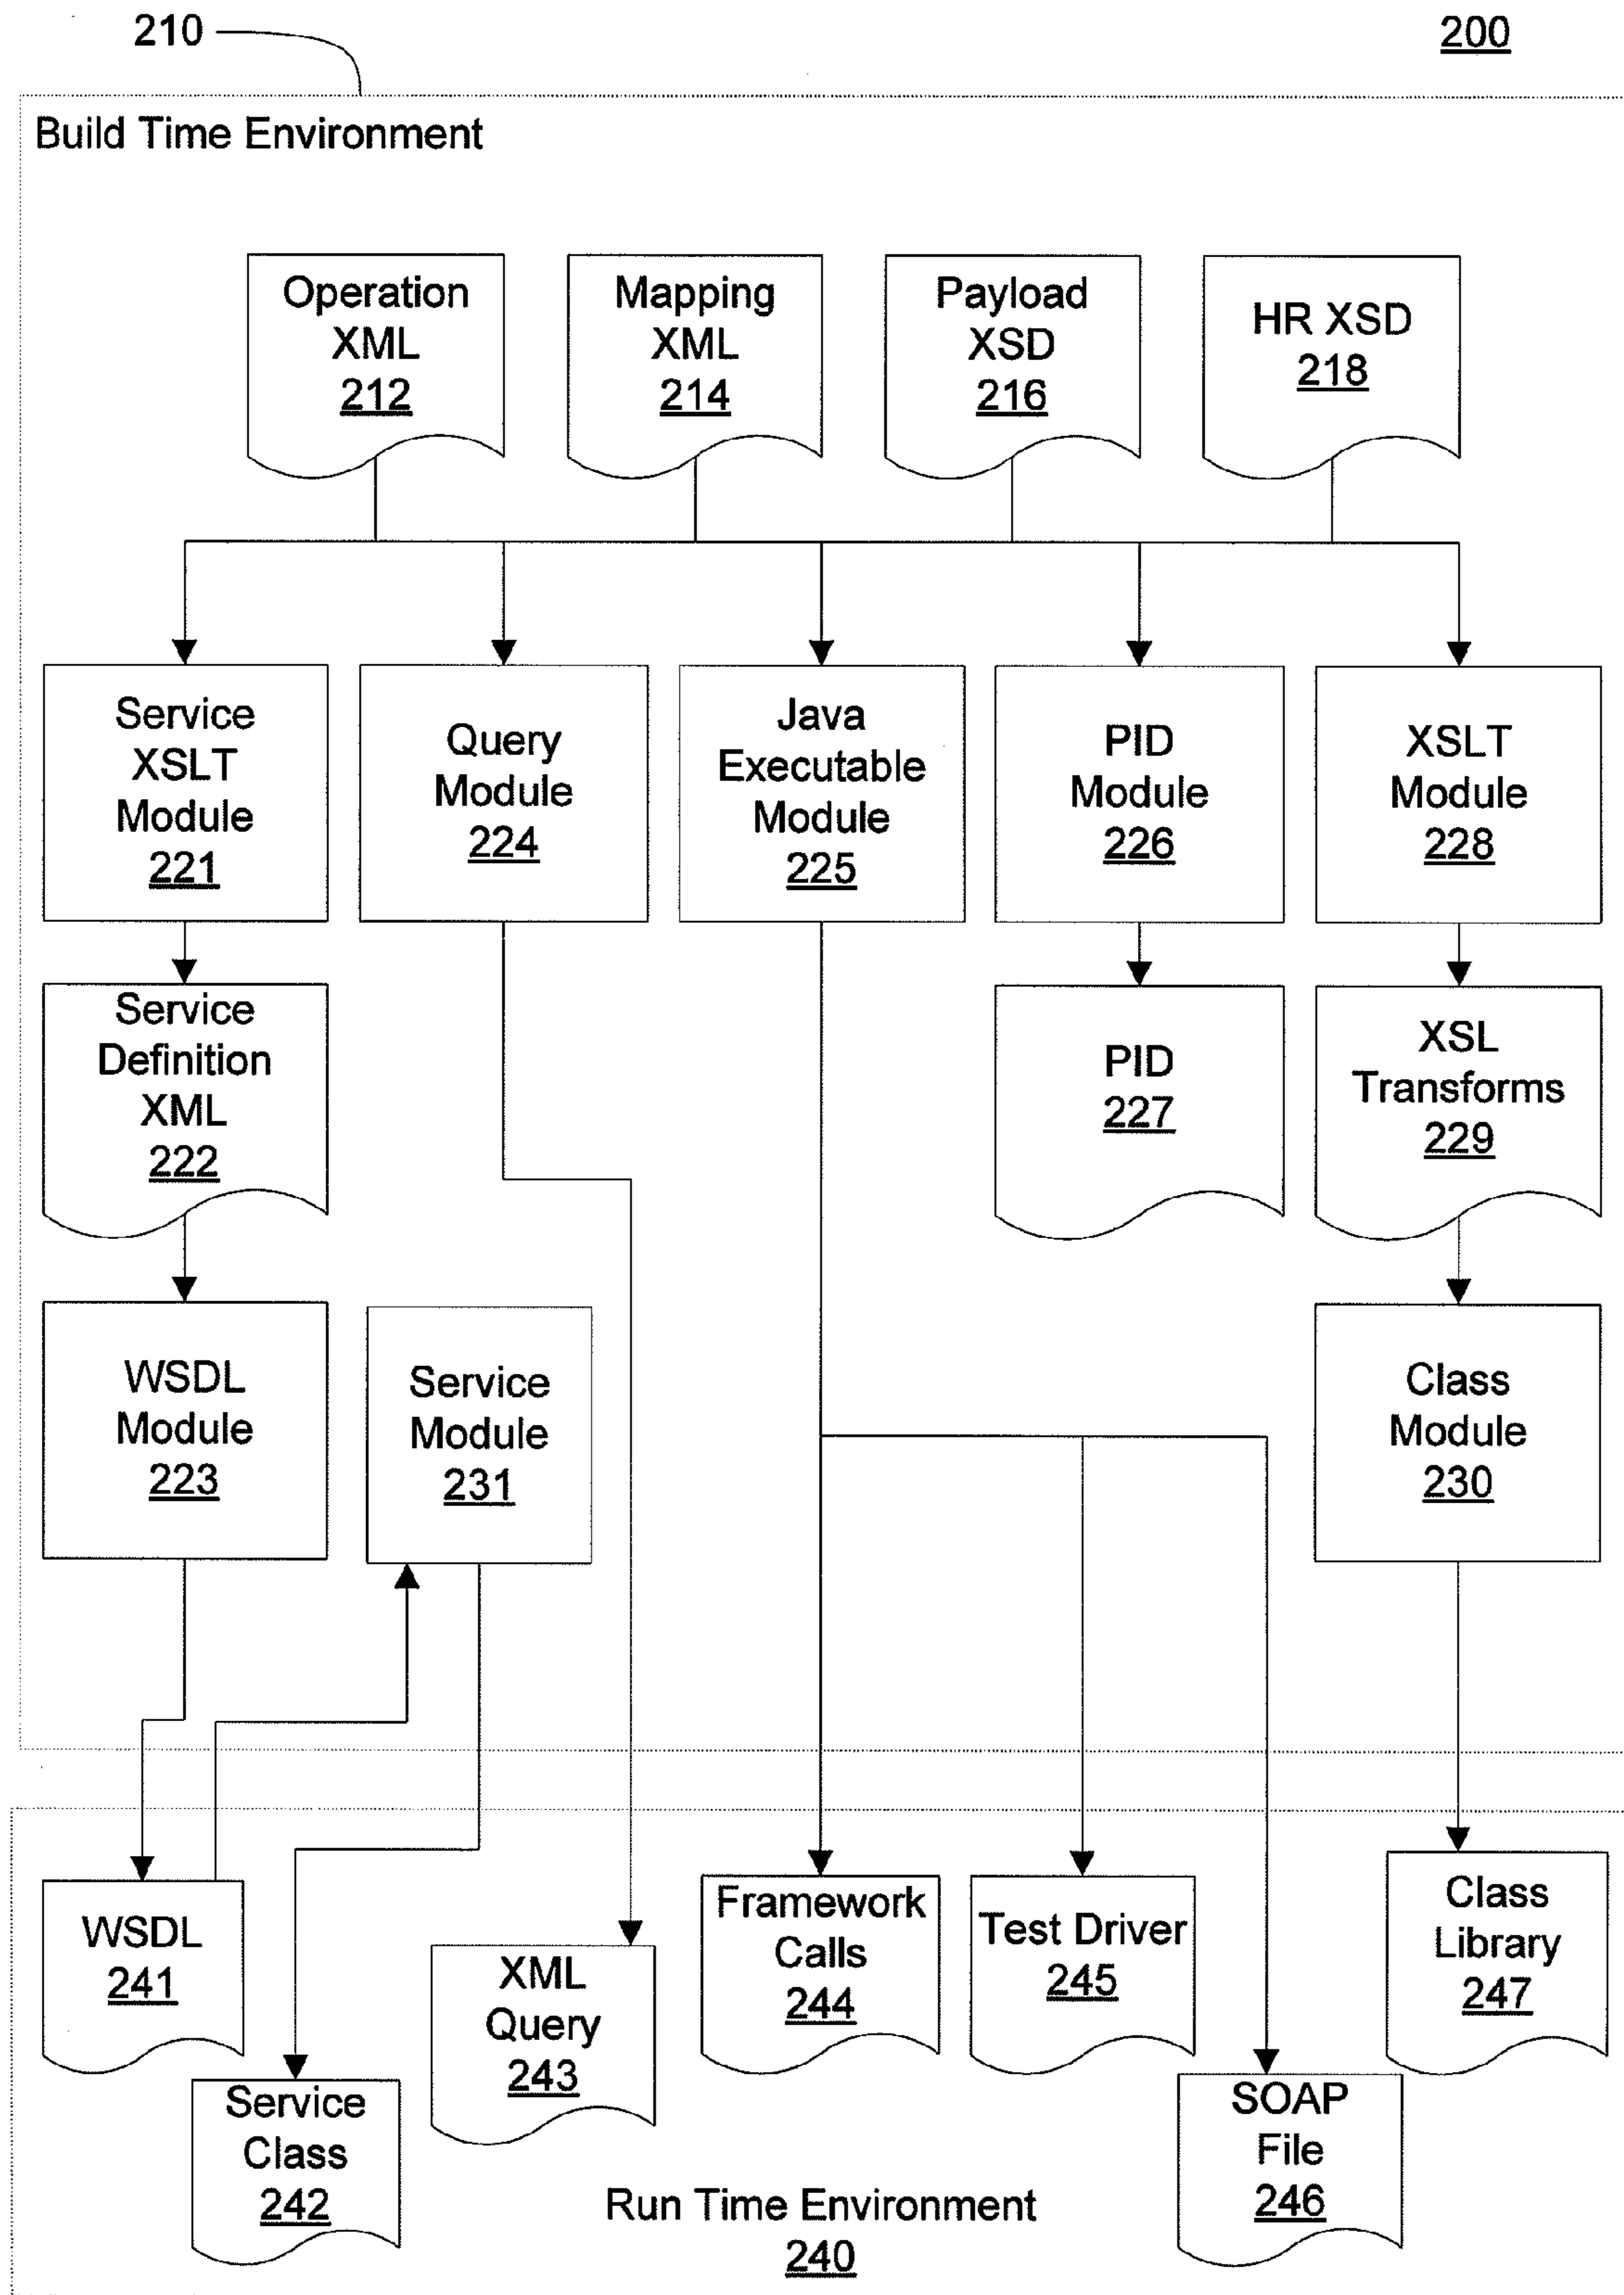 210
200
Build Time Environment
Operation
XML
212
Mapping
XML
214
Payload
XSD
216
HR XSD
218
Service
XSLT
Module
221
Query
Module
224
Java
Executable
Module
225
PID
Module
226
XSLT
Module
228
Service
Definition
XML
222
PID
227
XSL
Transforms
229
WSDL
Module
223
Service
Module
231
Class
Module
230
WSDL
241
Service
Class
242
XML
Query
243
Framework
Calls
244
Test Driver
245
SOAP
File
246
Class
Library
247
Run Time Environment
240